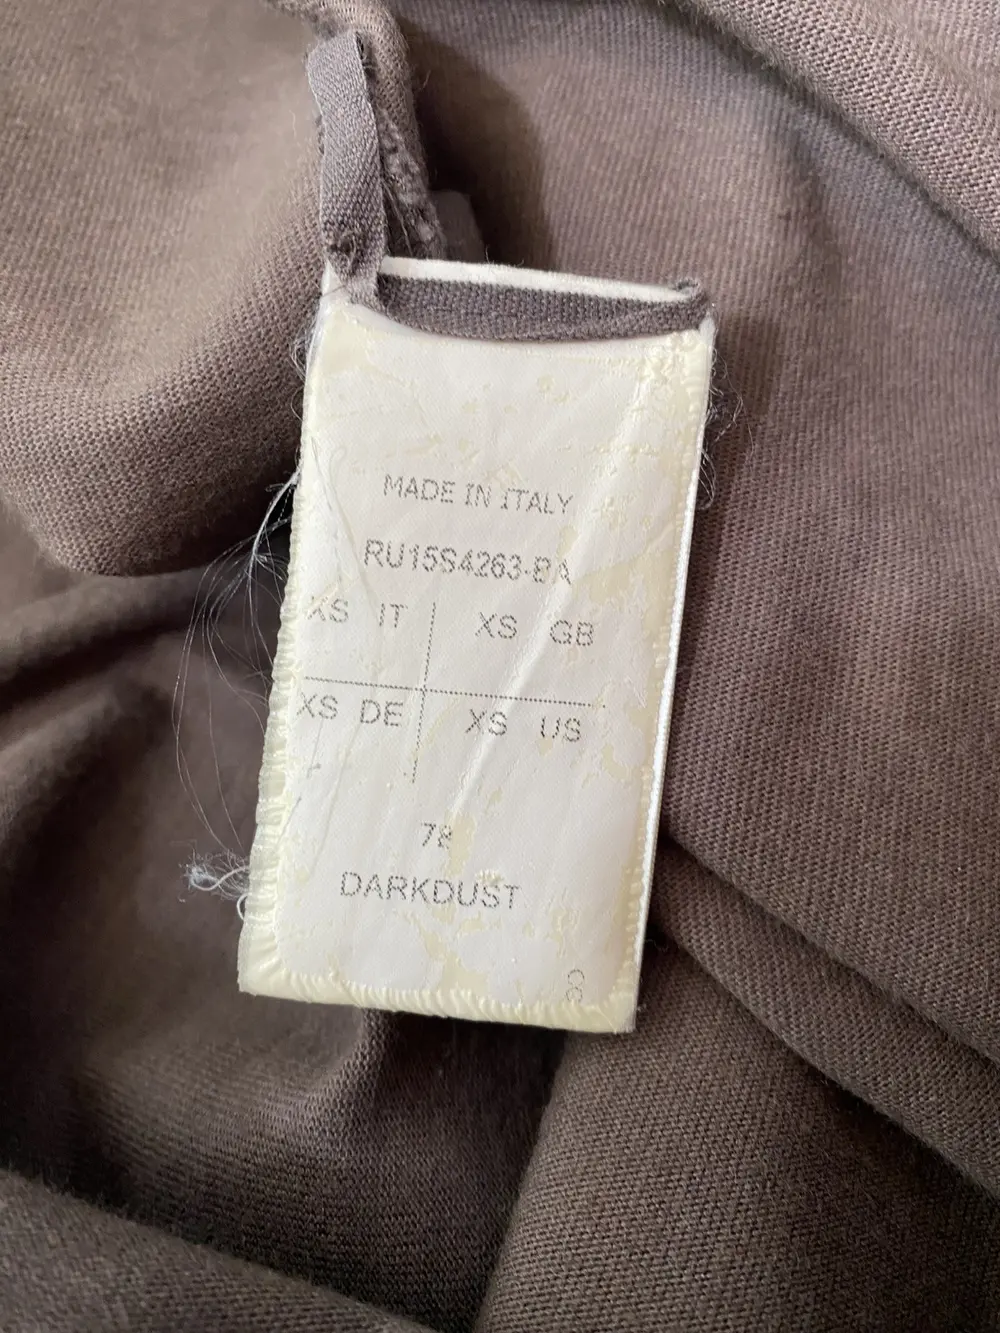 MADE IN ITALY
RU15S4263-BA
XS IT XS GB
XS DE XS US
78
DARKDUST